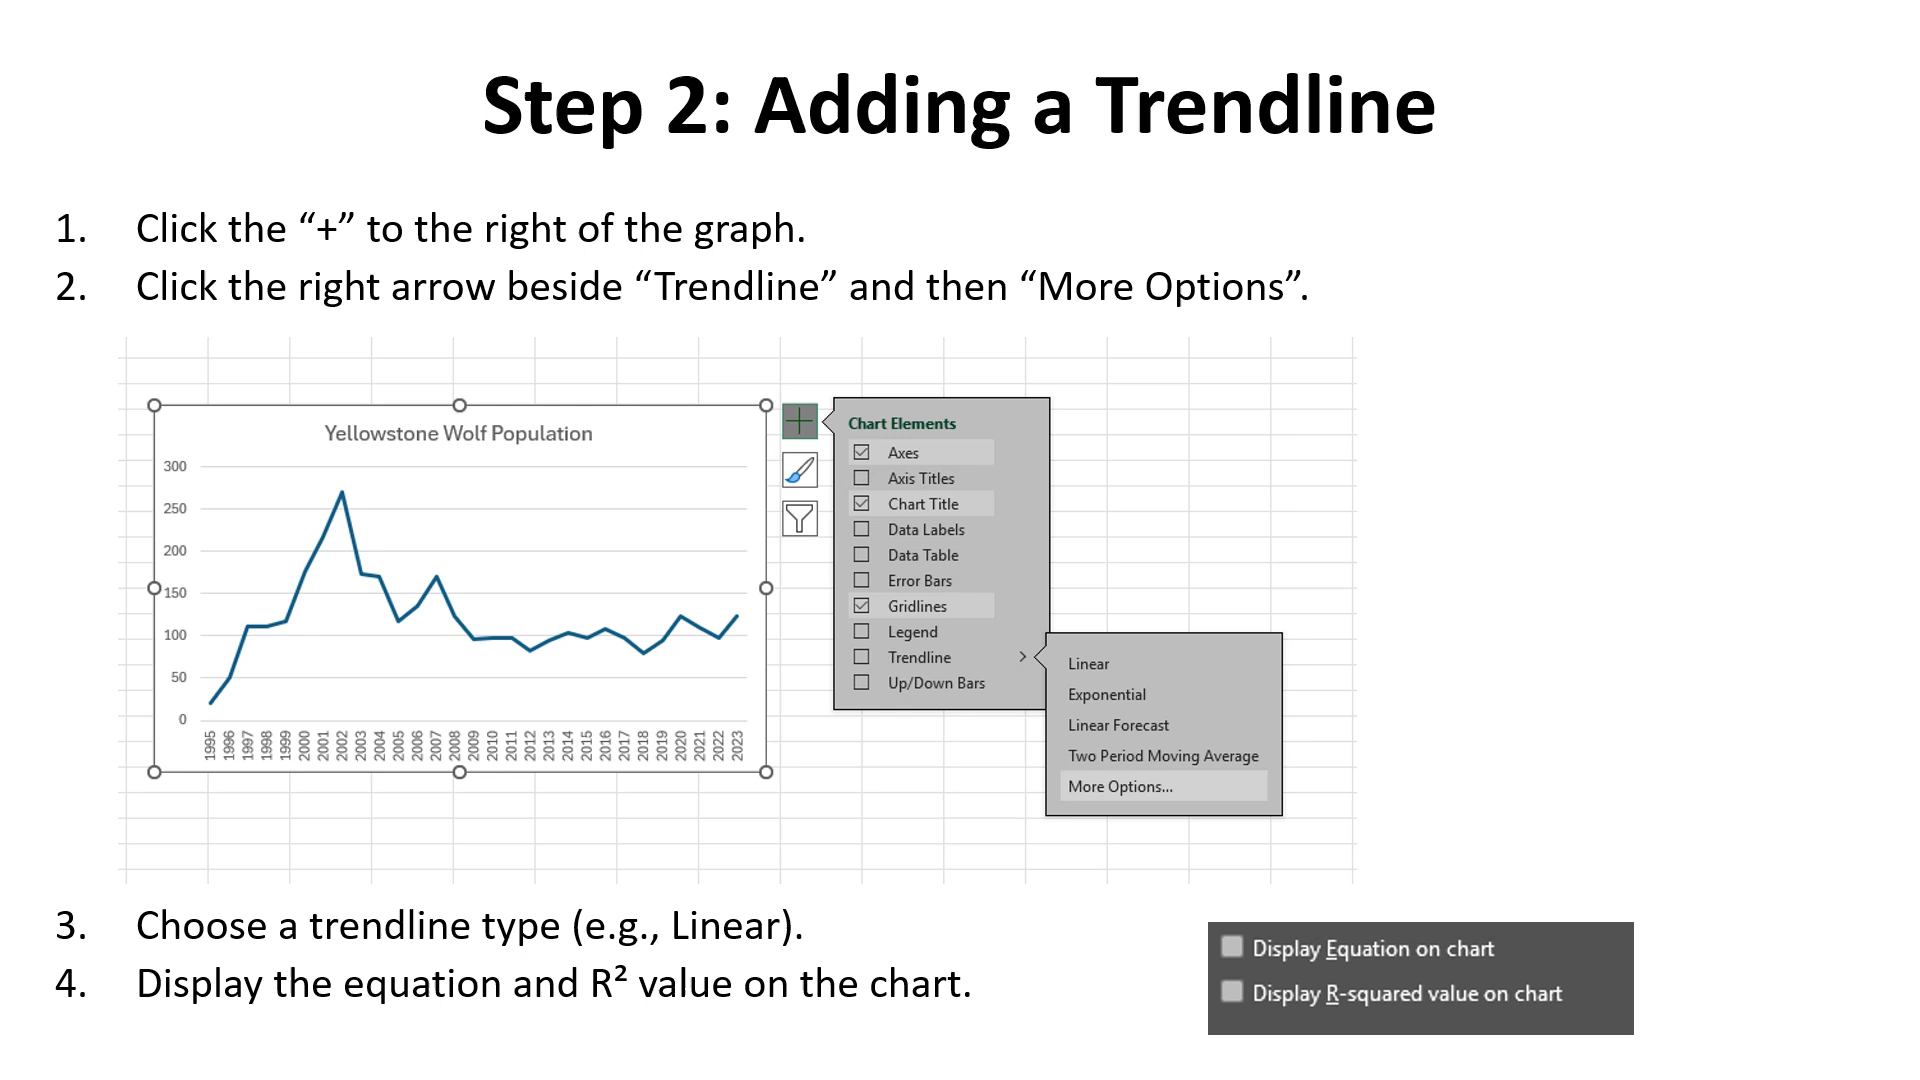 Step 2: Adding a Trendline
1. Click the “+” to the right of the graph.
2. Click the right arrow beside “Trendline” and then “More Options”.
Yellowstone Wolf Population
300
250
200
150
100
50
0
1995 1996 1997 1998 1999 2000 2001 2002 2003 2004 2005 2006 2007 2008 2009 2010 2011 2012 2013 2014 2015 2016 2017 2018 2019 2020 2021 2022 2023
Chart Elements
Axes
Axis Titles
Chart Title
Data Labels
Data Table
Error Bars
Gridlines
Legend
Trendline
Up/Down Bars
Linear
Exponential
Linear Forecast
Two Period Moving Average
More Options...
3. Choose a trendline type (e.g., Linear).
4. Display the equation and R² value on the chart.
Display Equation on chart
Display R-squared value on chart